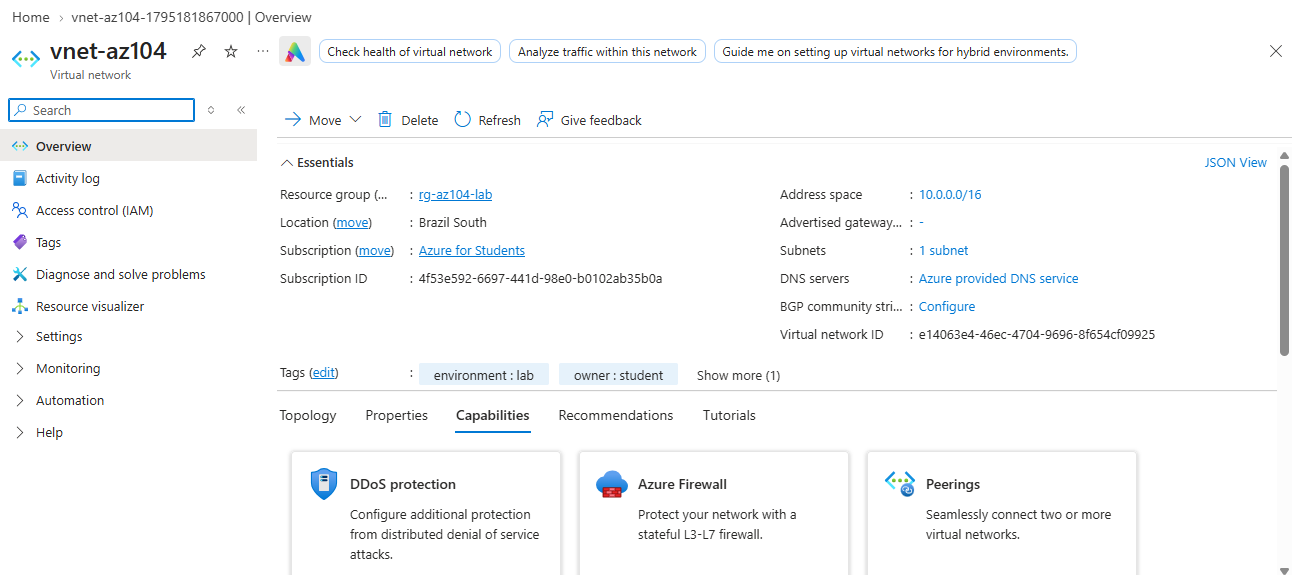 Home > vnet-az104-1795181867000 | Overview
vnet-az104
Virtual network
Check health of virtual network
Analyze traffic within this network
Guide me on setting up virtual networks for hybrid environments.
Search
Overview
Activity log
Access control (IAM)
Tags
Diagnose and solve problems
Resource visualizer
Settings
Monitoring
Automation
Help
Move
Delete
Refresh
Give feedback
Essentials
JSON View
Resource group (... : rg-az104-lab
Location (move) : Brazil South
Subscription (move) : Azure for Students
Subscription ID : 4f53e592-6697-441d-98e0-b0102ab35b0a
Address space : 10.0.0.0/16
Advertised gateway... : -
Subnets : 1 subnet
DNS servers : Azure provided DNS service
BGP community stri... : Configure
Virtual network ID : e14063e4-46ec-4704-9696-8f654cf09925
Tags (edit) : environment : lab owner : student Show more (1)
Topology Properties Capabilities Recommendations Tutorials
DDoS protection
Configure additional protection
from distributed denial of service
attacks.
Azure Firewall
Protect your network with a
stateful L3-L7 firewall.
Peerings
Seamlessly connect two or more
virtual networks.